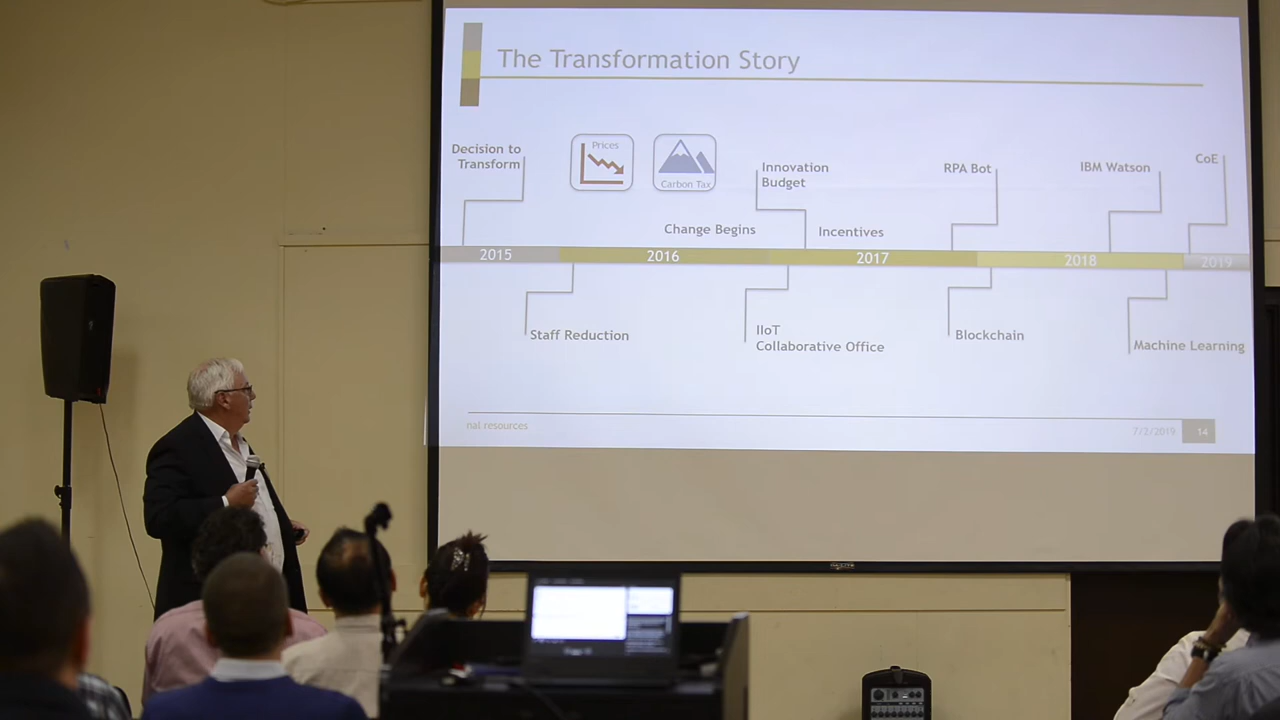 The Transformation Story
Decision to
Transform
Prices
Carbon Tax
Innovation
Budget
RPA Bot
IBM Watson
CoE
Change Begins
Incentives
2015
2016
2017
2018
2019
Staff Reduction
IIoT
Collaborative Office
Blockchain
Machine Learning
nal resources
7/2/2019
14